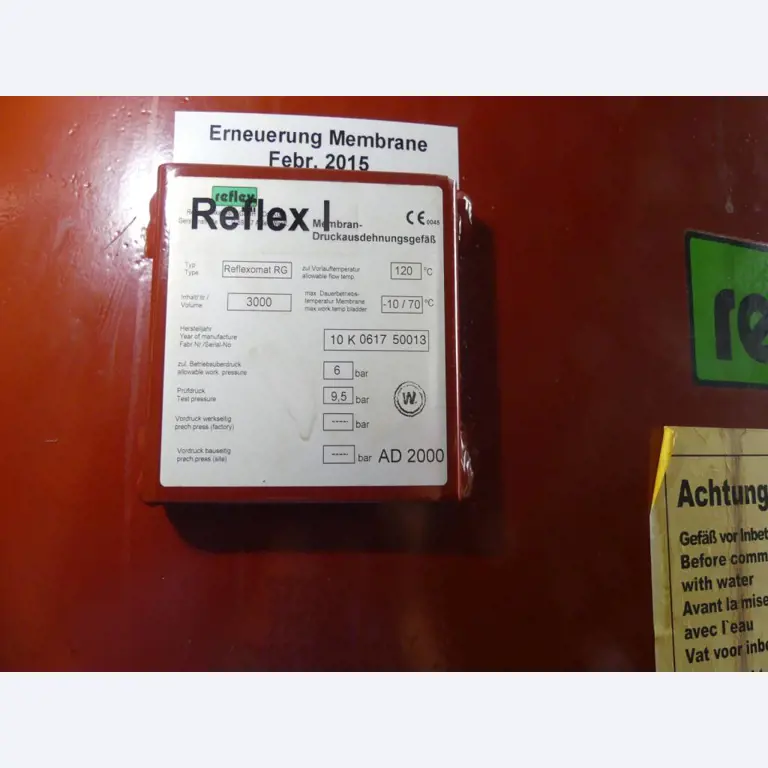 Erneuerung Membrane
Febr. 2015
reflex
Reflex I
Membran-
Druckausdehnungsgefäß
CE 0045
Typ
Type
Reflexomat RG
zul.Vorlauftemperatur
allowable flow temp.
120 °C
Inhalt ltr./
Volume
3000
max. Dauerbetriebs-
temperatur Membrane
max.work.temp bladder
-10 / 70 °C
Herstelljahr
Year of manufacture
Fabr.Nr./Serial-No
10 K 0617 50013
zul. Betriebsüberdruck
allowable work. pressure
6 bar
Prüfdruck
Test pressure
9,5 bar
W.
Vordruck werkseitig
prech.press (factory)
----- bar
Vordruck bauseitig
prech.press (site)
----- bar AD 2000
re
Achtung
Gefäß vor Inbet
Before comm
with water
Avant la mise
avec l`eau
Vat voor inbe